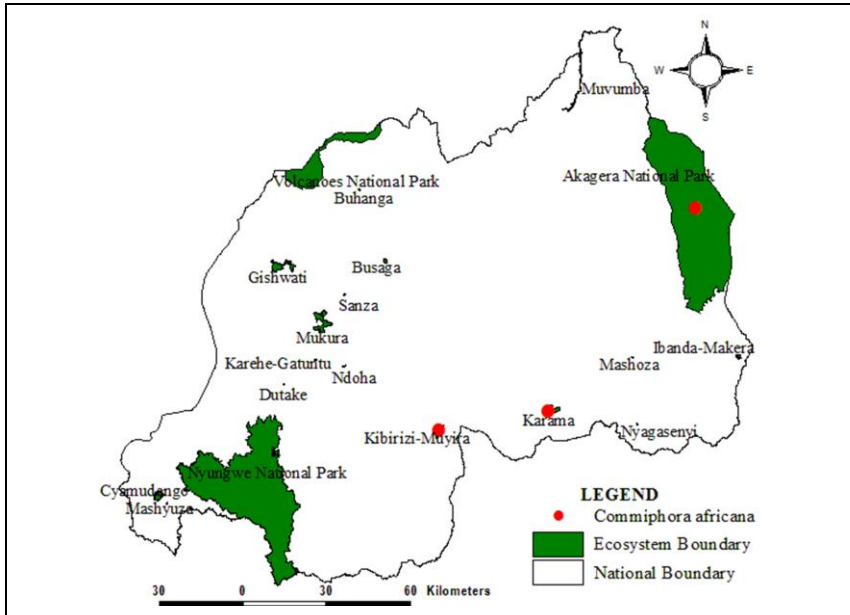 N
W E
S
Muvumba
Volcanoes National Park
Akagera National Park
Buhanga
Gishwati
Busaga
Sanza
Mukura
Ibanda-Makera
Karehe-Gaturitu
Mashoza
Ndoha
Dutake
Karama
Kibirizi-Muyira
Nyagasenyi
Nyungwe National Park
Cyamudongo
Mashyuza
LEGEND
Commiphora africana
Ecosystem Boundary
National Boundary
30 0 30 60 Kilometers